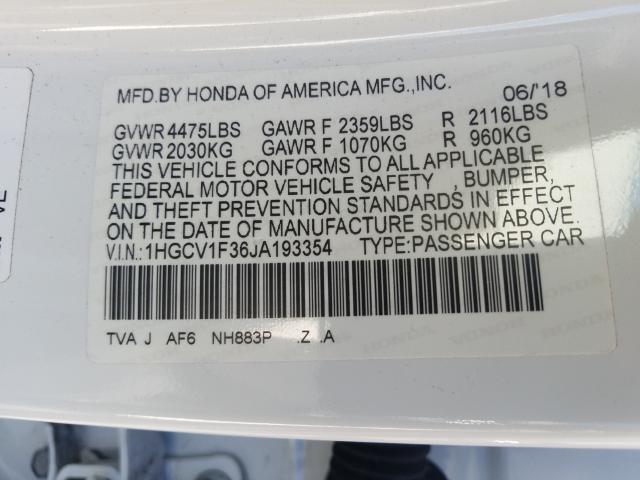 MFD.BY HONDA OF AMERICA MFG.,INC. 06/'18
GVWR 4475LBS GAWR F 2359LBS R 2116LBS
GVWR 2030KG GAWR F 1070KG R 960KG
THIS VEHICLE CONFORMS TO ALL APPLICABLE
FEDERAL MOTOR VEHICLE SAFETY , BUMPER,
AND THEFT PREVENTION STANDARDS IN EFFECT
ON THE DATE OF MANUFACTURE SHOWN ABOVE.
V.I.N.: 1HGCV1F36JA193354 TYPE:PASSENGER CAR
TVA J AF6 NH883P .Z .A
HONDA HONDA